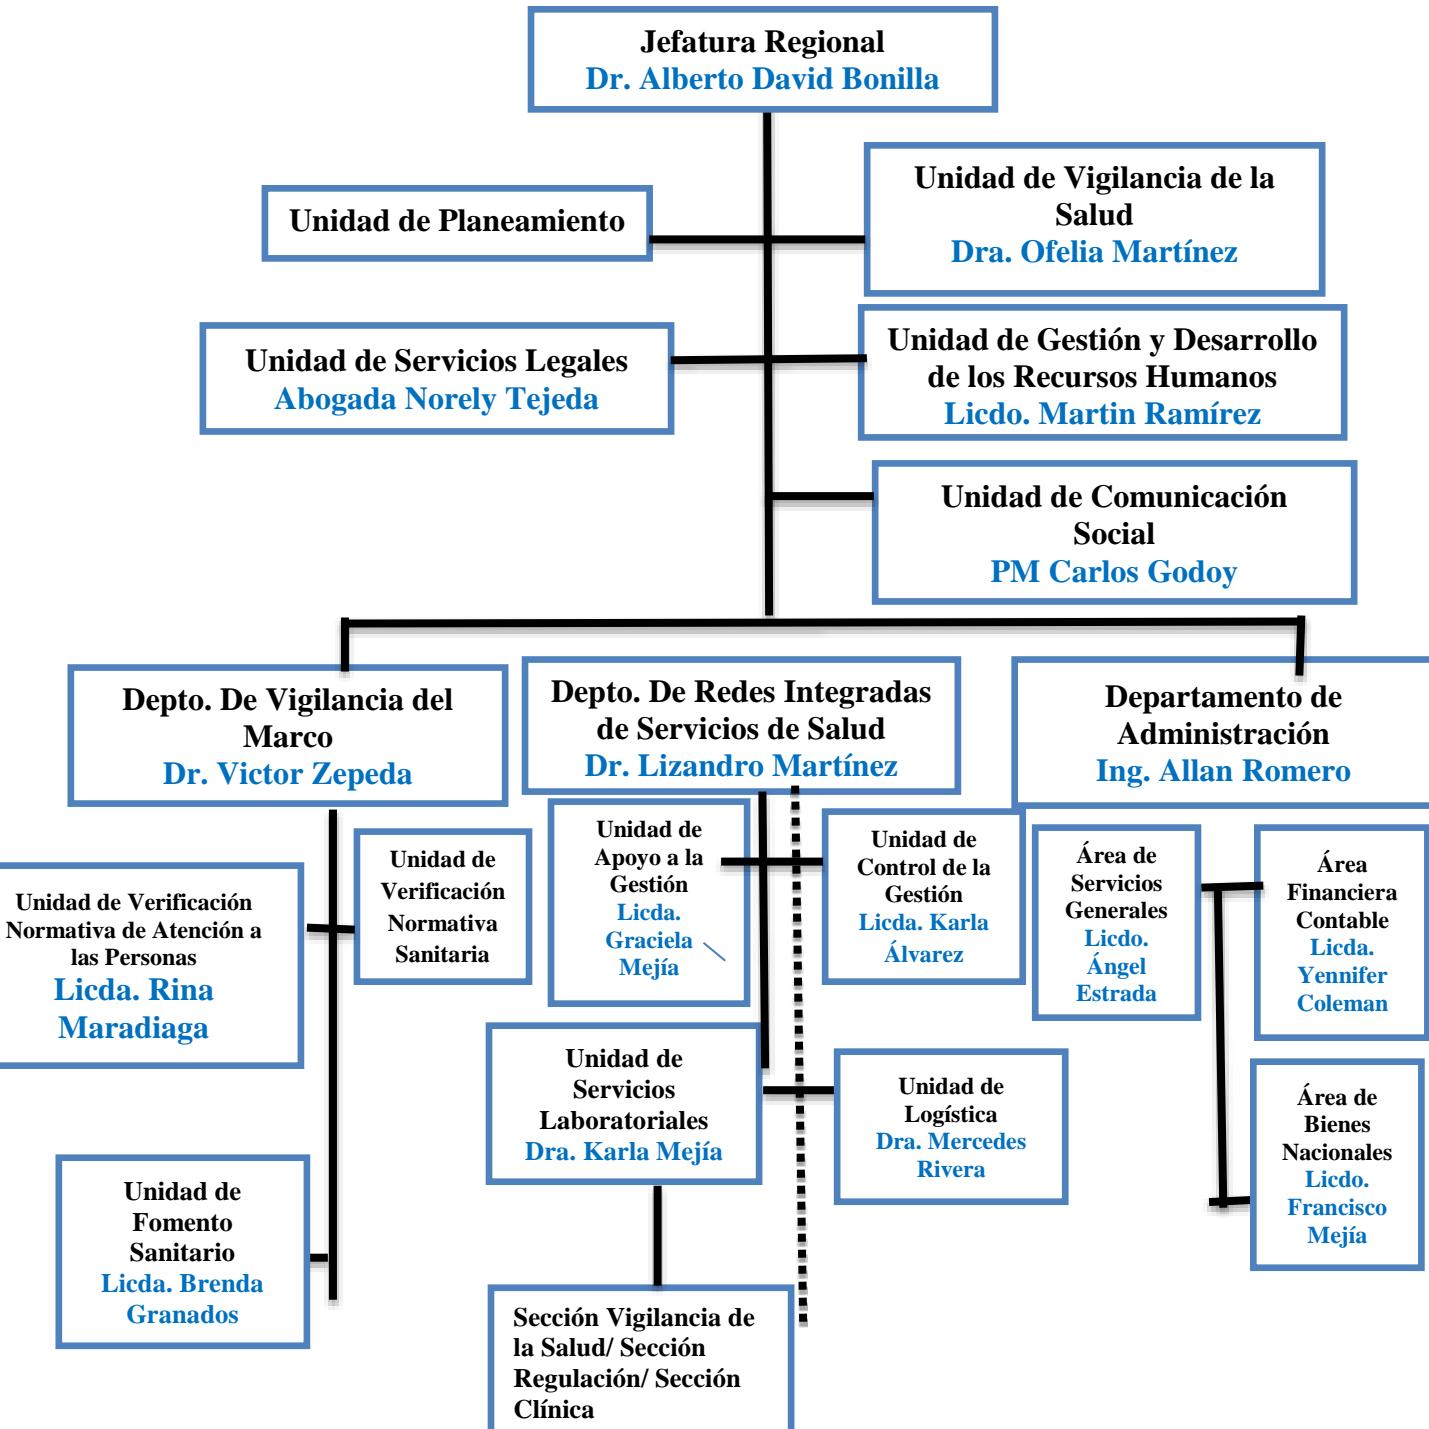 Jefatura Regional
Dr. Alberto David Bonilla
Unidad de Planeamiento
Unidad de Vigilancia de la
Salud
Dra. Ofelia Martínez
Unidad de Servicios Legales
Abogada Norely Tejeda
Unidad de Gestión y Desarrollo
de los Recursos Humanos
Licdo. Martin Ramírez
Unidad de Comunicación
Social
PM Carlos Godoy
Depto. De Vigilancia del
Marco
Dr. Victor Zepeda
Depto. De Redes Integradas
de Servicios de Salud
Dr. Lizandro Martínez
Departamento de
Administración
Ing. Allan Romero
Unidad de Verificación
Normativa de Atención a
las Personas
Licda. Rina
Maradiaga
Unidad de
Verificación
Normativa
Sanitaria
Unidad de
Apoyo a la
Gestión
Licda.
Graciela
Mejía
Unidad de
Control de la
Gestión
Licda. Karla
Álvarez
Área de
Servicios
Generales
Licdo.
Ángel
Estrada
Área
Financiera
Contable
Licda.
Yennifer
Coleman
Unidad de
Servicios
Laboratoriales
Dra. Karla Mejía
Unidad de
Logística
Dra. Mercedes
Rivera
Área de
Bienes
Nacionales
Licdo.
Francisco
Mejía
Unidad de
Fomento
Sanitario
Licda. Brenda
Granados
Sección Vigilancia de
la Salud/ Sección
Regulación/ Sección
Clínica